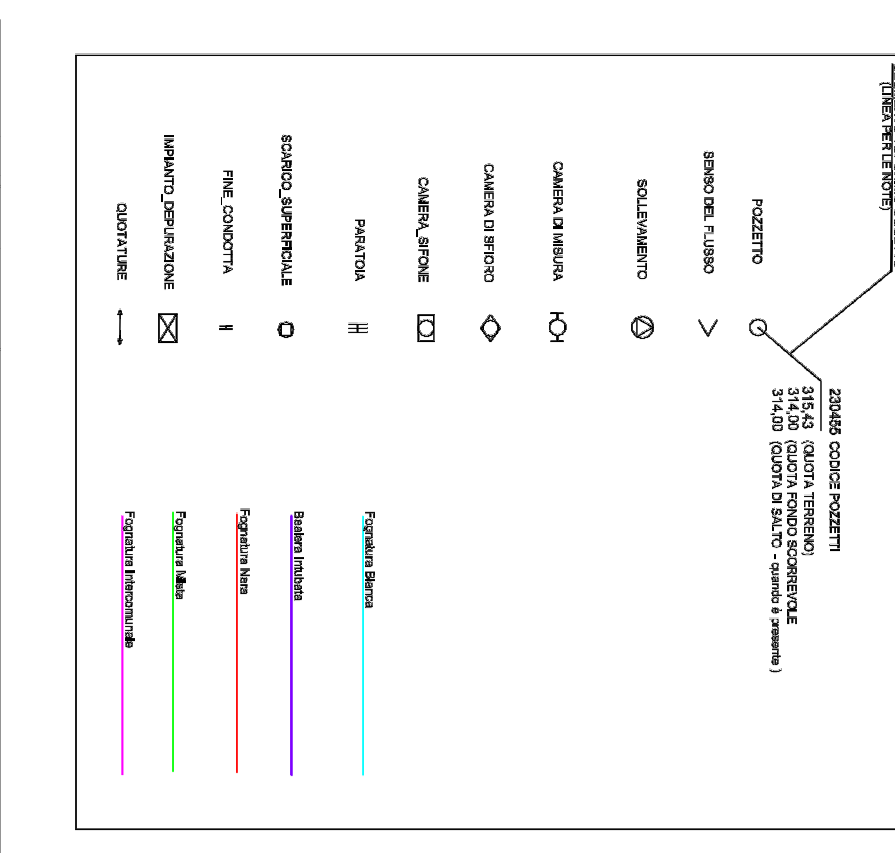 (LINEA PER LE NOTE)
230455 CODICE POZZETTI
315,43 (QUOTA TERRENO)
314,00 (QUOTA FONDO SCORREVOLE
314,00 (QUOTA DI SALTO - quando è presente )
POZZETTO
SENSO DEL FLUSSO
SOLLEVAMENTO
CAMERA DI MISURA
CAMERA DI SFIORO
CAMERA_SIFONE
PARATOIA
SCARICO_SUPERFICIALE
FINE_CONDOTTA
IMPIANTO_DEPURAZIONE
QUOTATURE
Fognatura Bianca
Bealera Intubata
Fognatura Nera
Fognatura Mista
Fognatura Intercomunale